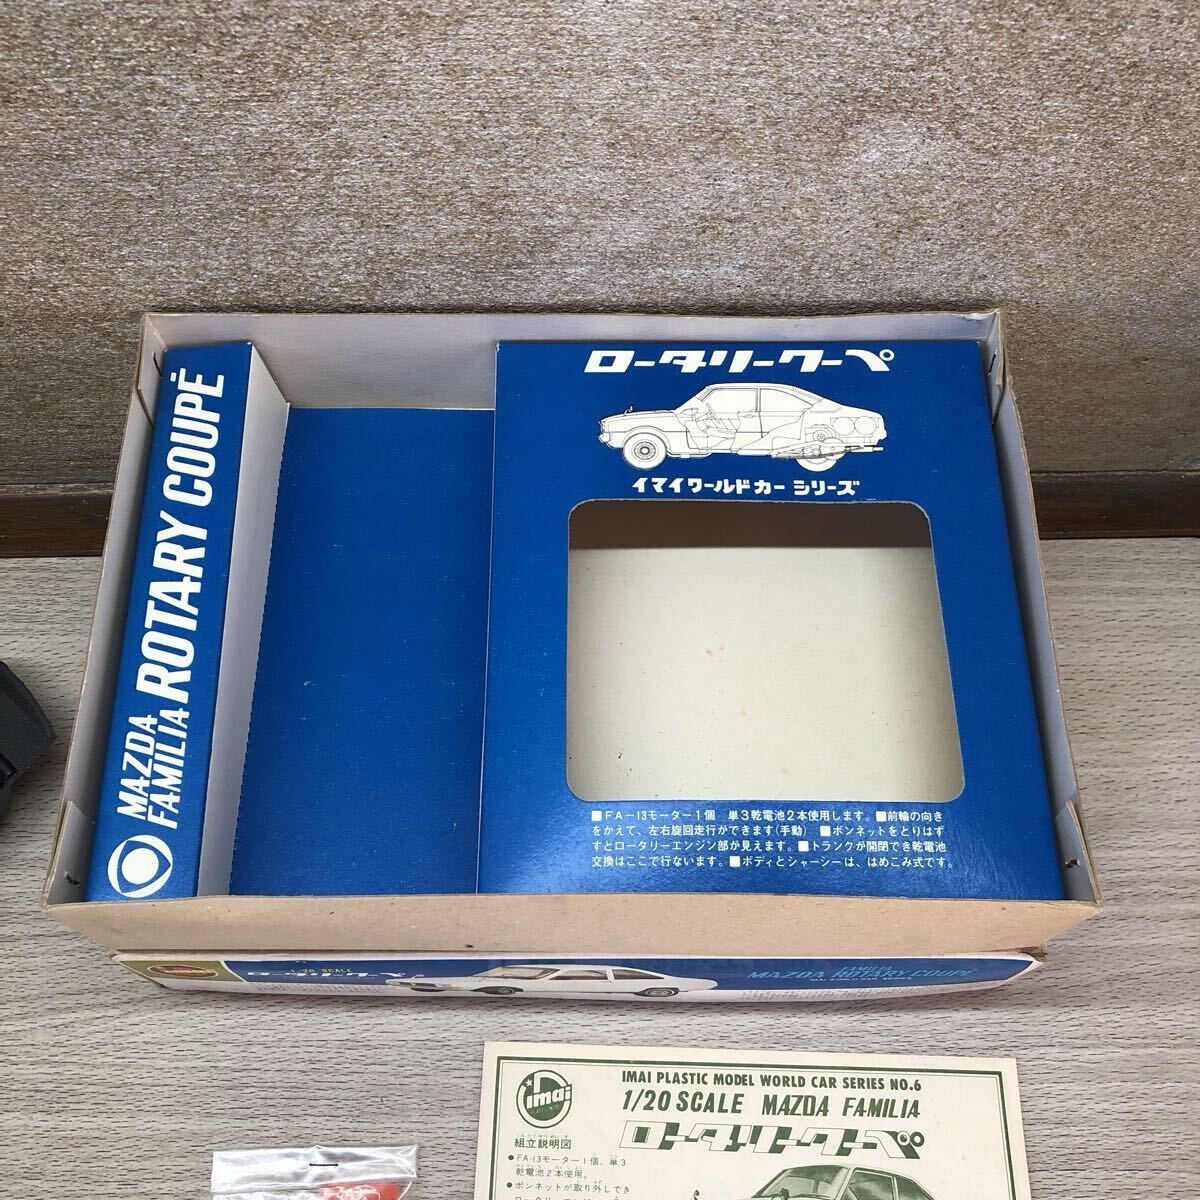 MAZDA
FAMILIA
ROTARY COUPÉ
ロータリークーペ
イマイワールドカー シリーズ
■FA-13モーター1個 単3乾電池2本使用します。■前輪の向き
をかえて、左右旋回走行ができます(手動) ■ボンネットをとりはず
すとロータリーエンジン部が見えます。■トランクが開閉でき乾電池
交換はここで行ないます。■ボディとシャーシーは、はめこみ式です。
imai
1/20 SCALE
ロータリークーペ
FAMILIA
MAZDA ROTARY COUPÉ
IMAI WORLD CAR SERIES
IMAI PLASTIC MODEL WORLD CAR SERIES NO.6
imai
1/20 SCALE MAZDA FAMILIA
ロータリークーペ
組立説明図
●FA-13モーター1個、単3
乾電池2本使用。
●ボンネットが取り外しでき